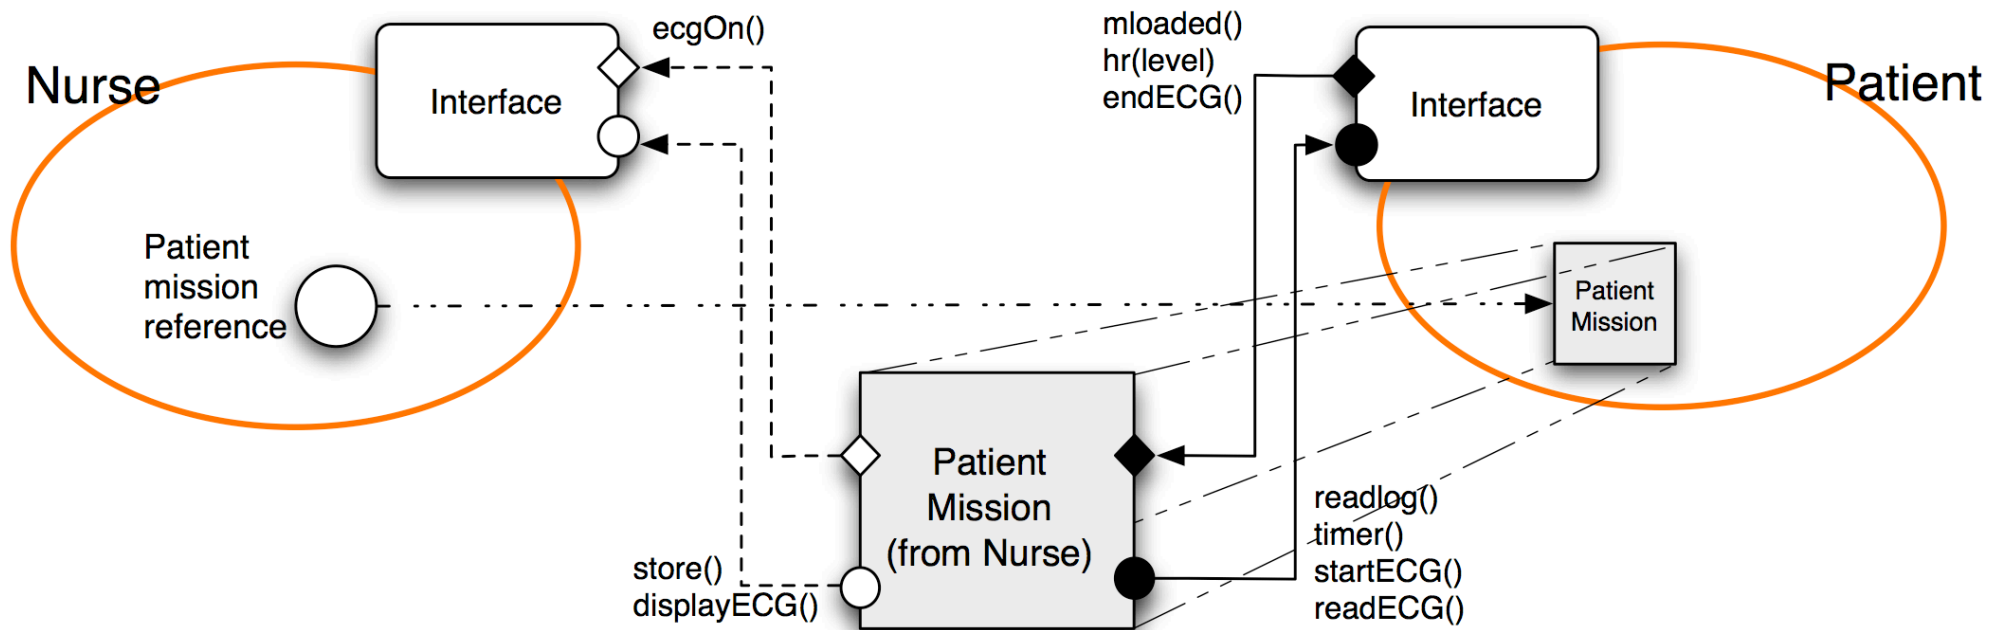 Nurse
Interface
ecgOn()
mloaded()
hr(level)
endECG()
Interface
Patient
Patient
mission
reference
Patient
Mission
Patient
Mission
(from Nurse)
store()
displayECG()
readlog()
timer()
startECG()
readECG()